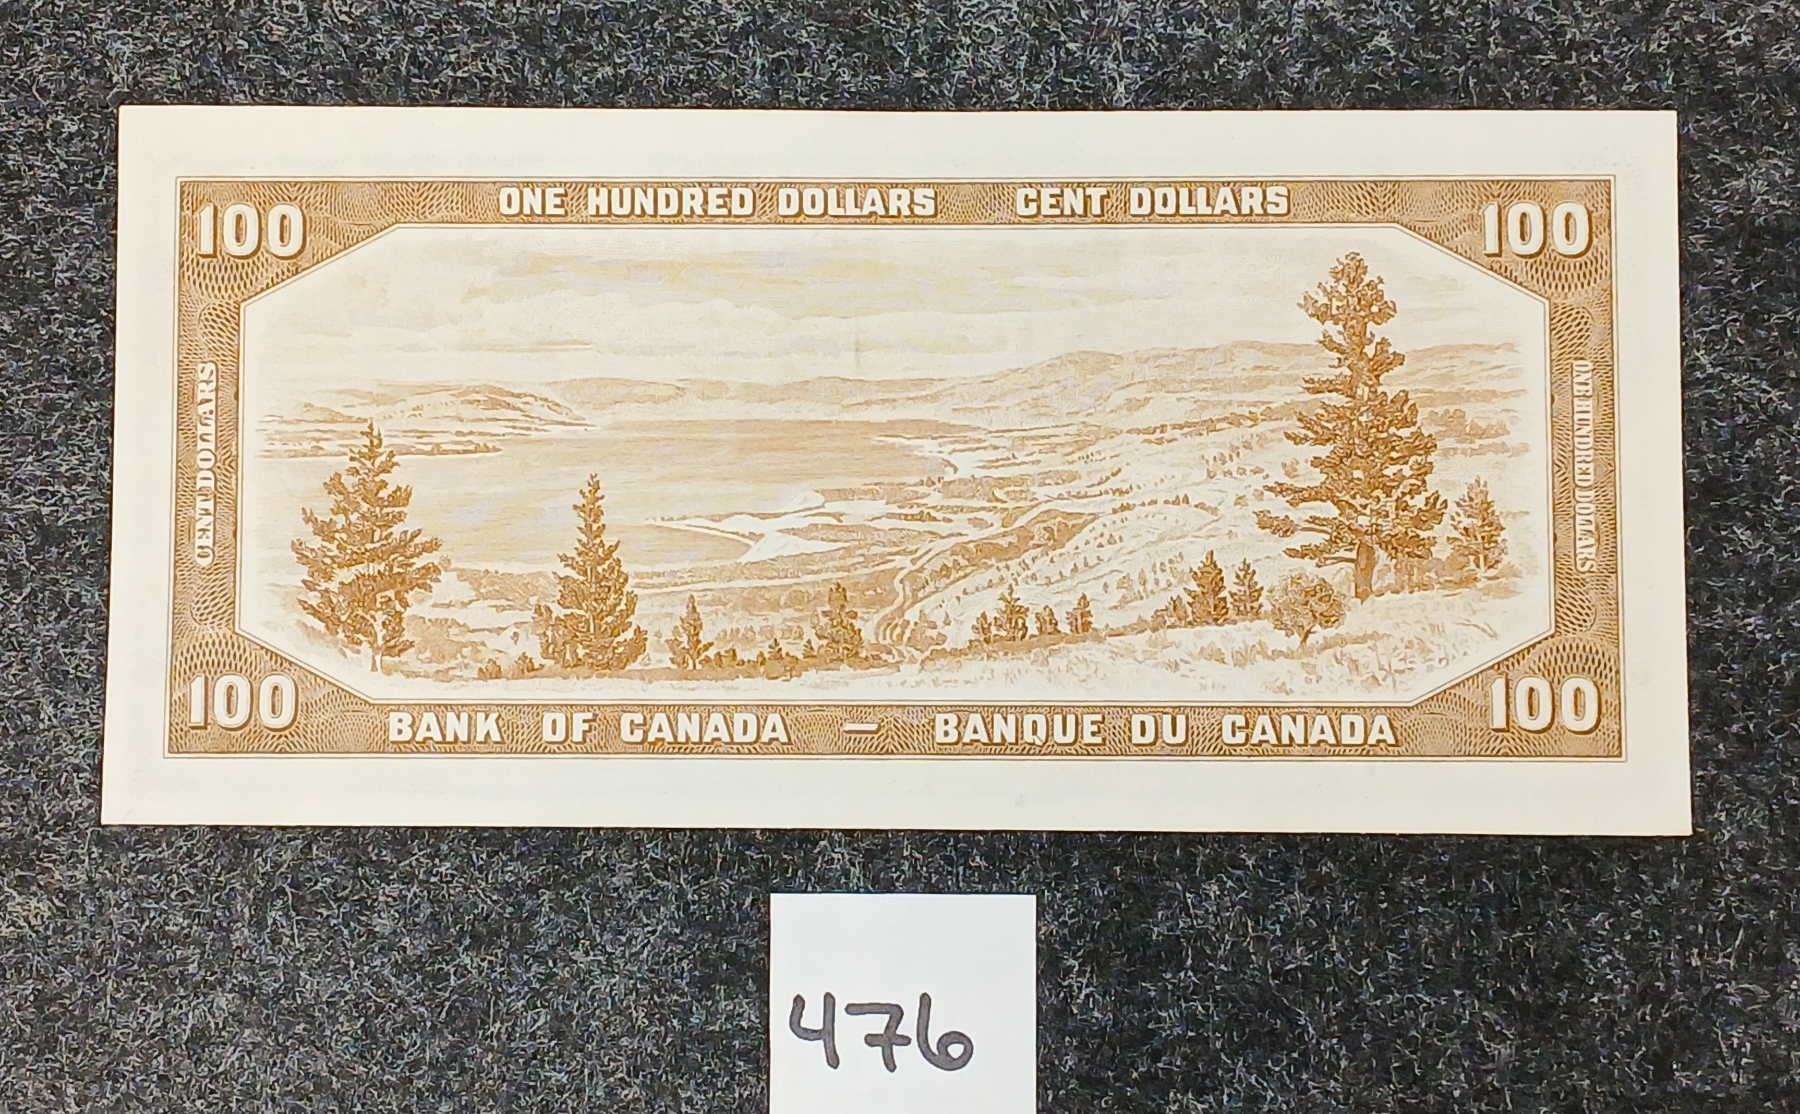 ONE HUNDRED DOLLARS CENT DOLLARS
100 100
CENT DOLLARS
ONE HUNDRED DOLLARS
100 100
BANK OF CANADA — BANQUE DU CANADA
476